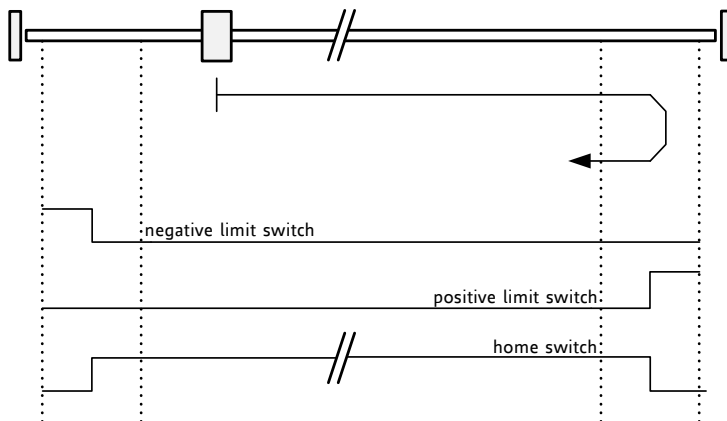 negative limit switch
positive limit switch
home switch